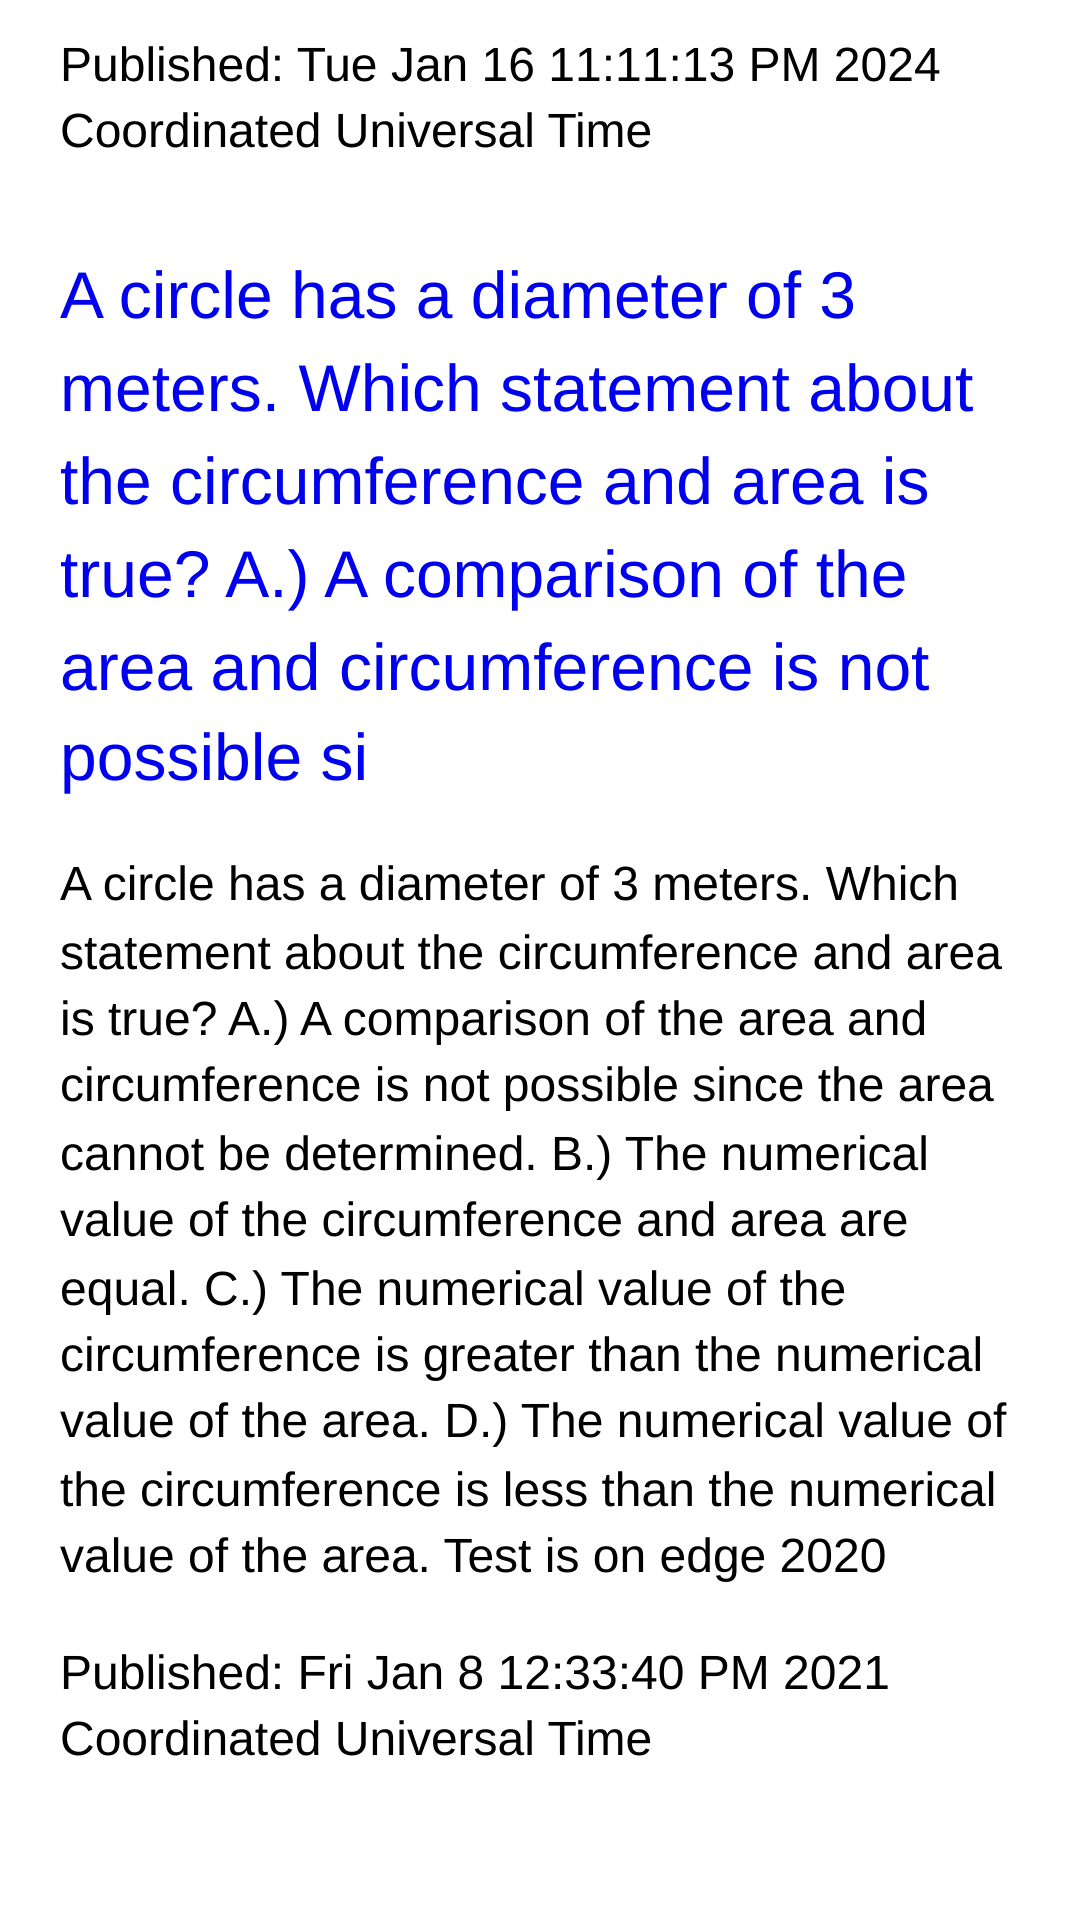 Published: Tue Jan 16 11:11:13 PM 2024
Coordinated Universal Time
A circle has a diameter of 3
meters. Which statement about
the circumference and area is
true? A.) A comparison of the
area and circumference is not
possible si
A circle has a diameter of 3 meters. Which
statement about the circumference and area
is true? A.) A comparison of the area and
circumference is not possible since the area
cannot be determined. B.) The numerical
value of the circumference and area are
equal. C.) The numerical value of the
circumference is greater than the numerical
value of the area. D.) The numerical value of
the circumference is less than the numerical
value of the area. Test is on edge 2020
Published: Fri Jan 8 12:33:40 PM 2021
Coordinated Universal Time